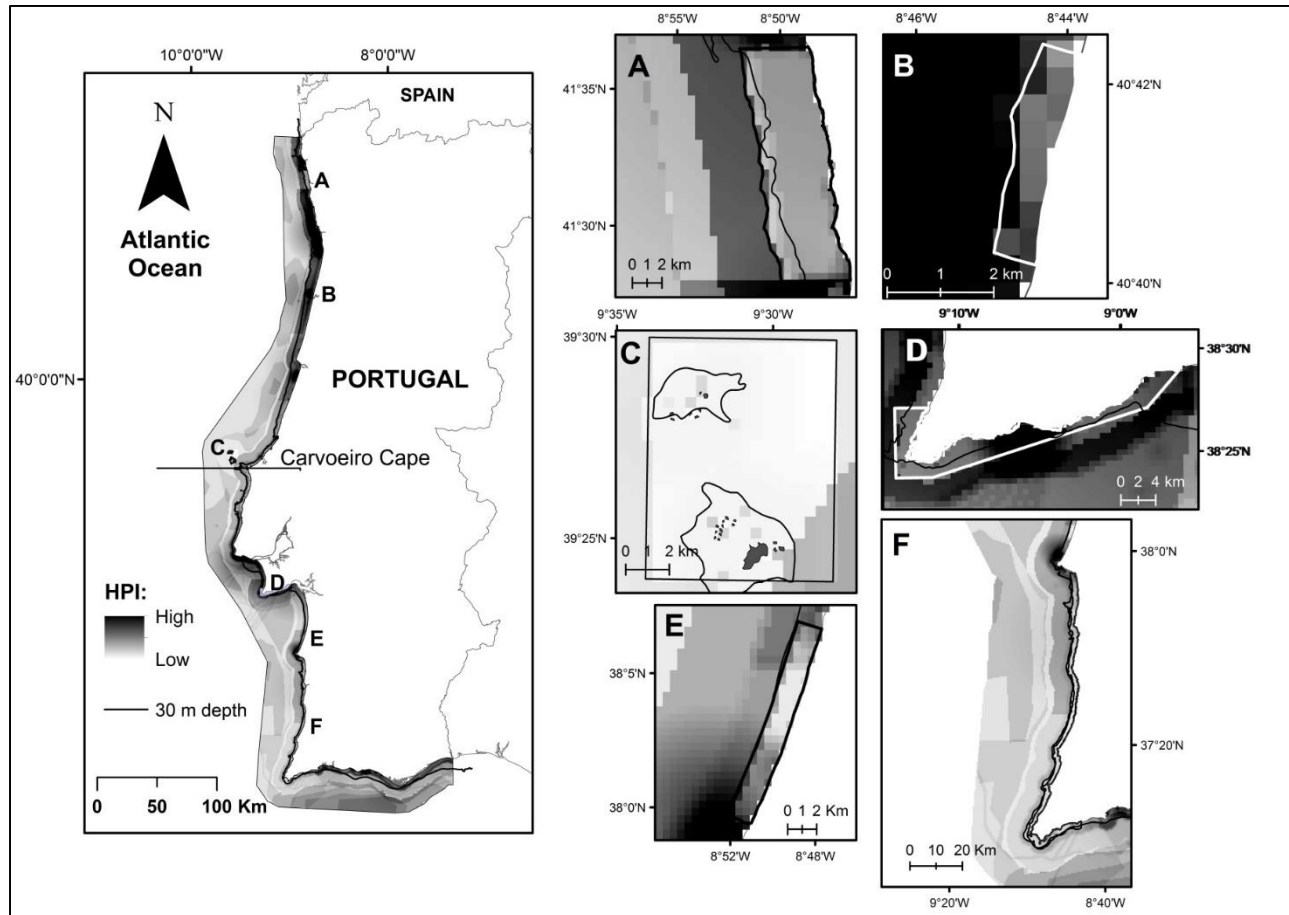 10°0'0"W
8°0'0"W
SPAIN
N
Atlantic
Ocean
A
B
40°0'0"N
PORTUGAL
C
Carvoeiro Cape
D
HPI:
High
Low
E
30 m depth
F
0 50 100 Km
8°55'W
8°50'W
A
41°35'N
41°30'N
0 1 2 km
8°46'W
8°44'W
B
40°42'N
40°40'N
0 1 2 km
9°35'W
9°30'W
39°30'N
C
39°25'N
0 1 2 km
9°10'W
9°0'W
D
38°30'N
38°25'N
0 2 4 km
E
38°5'N
38°0'N
0 1 2 Km
8°52'W
8°48'W
F
38°0'N
37°20'N
0 10 20 Km
9°20'W
8°40'W